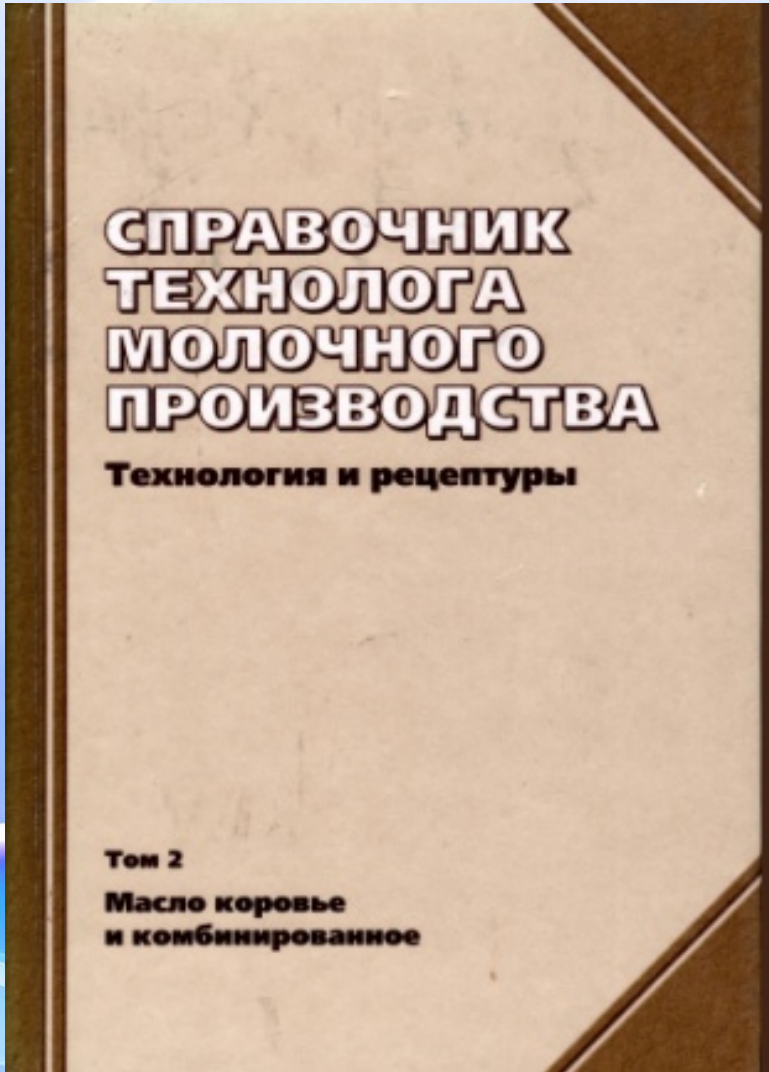 СПРАВОЧНИК
ТЕХНОЛОГА
МОЛОЧНОГО
ПРОИЗВОДСТВА
Технология и рецептуры
Том 2
Масло коровье
и комбинированное